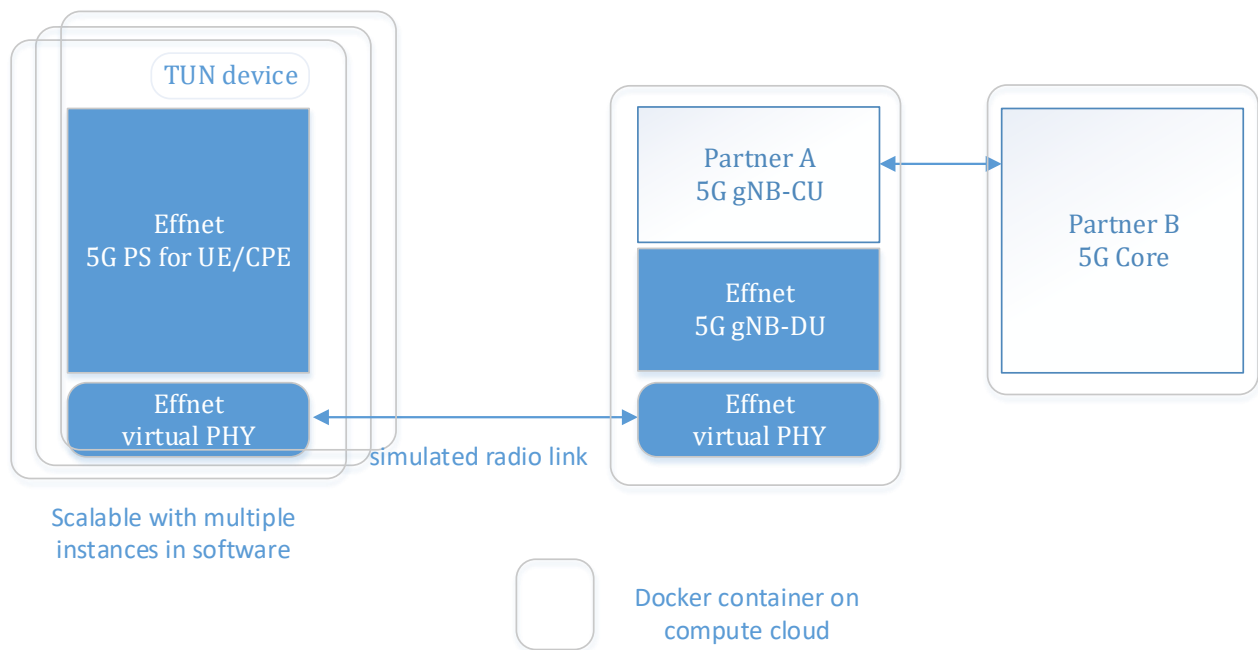 TUN device
Effnet
5G PS for UE/CPE
Effnet
virtual PHY
Scalable with multiple
instances in software
simulated radio link
Partner A
5G gNB-CU
Effnet
5G gNB-DU
Effnet
virtual PHY
Partner B
5G Core
Docker container on
compute cloud